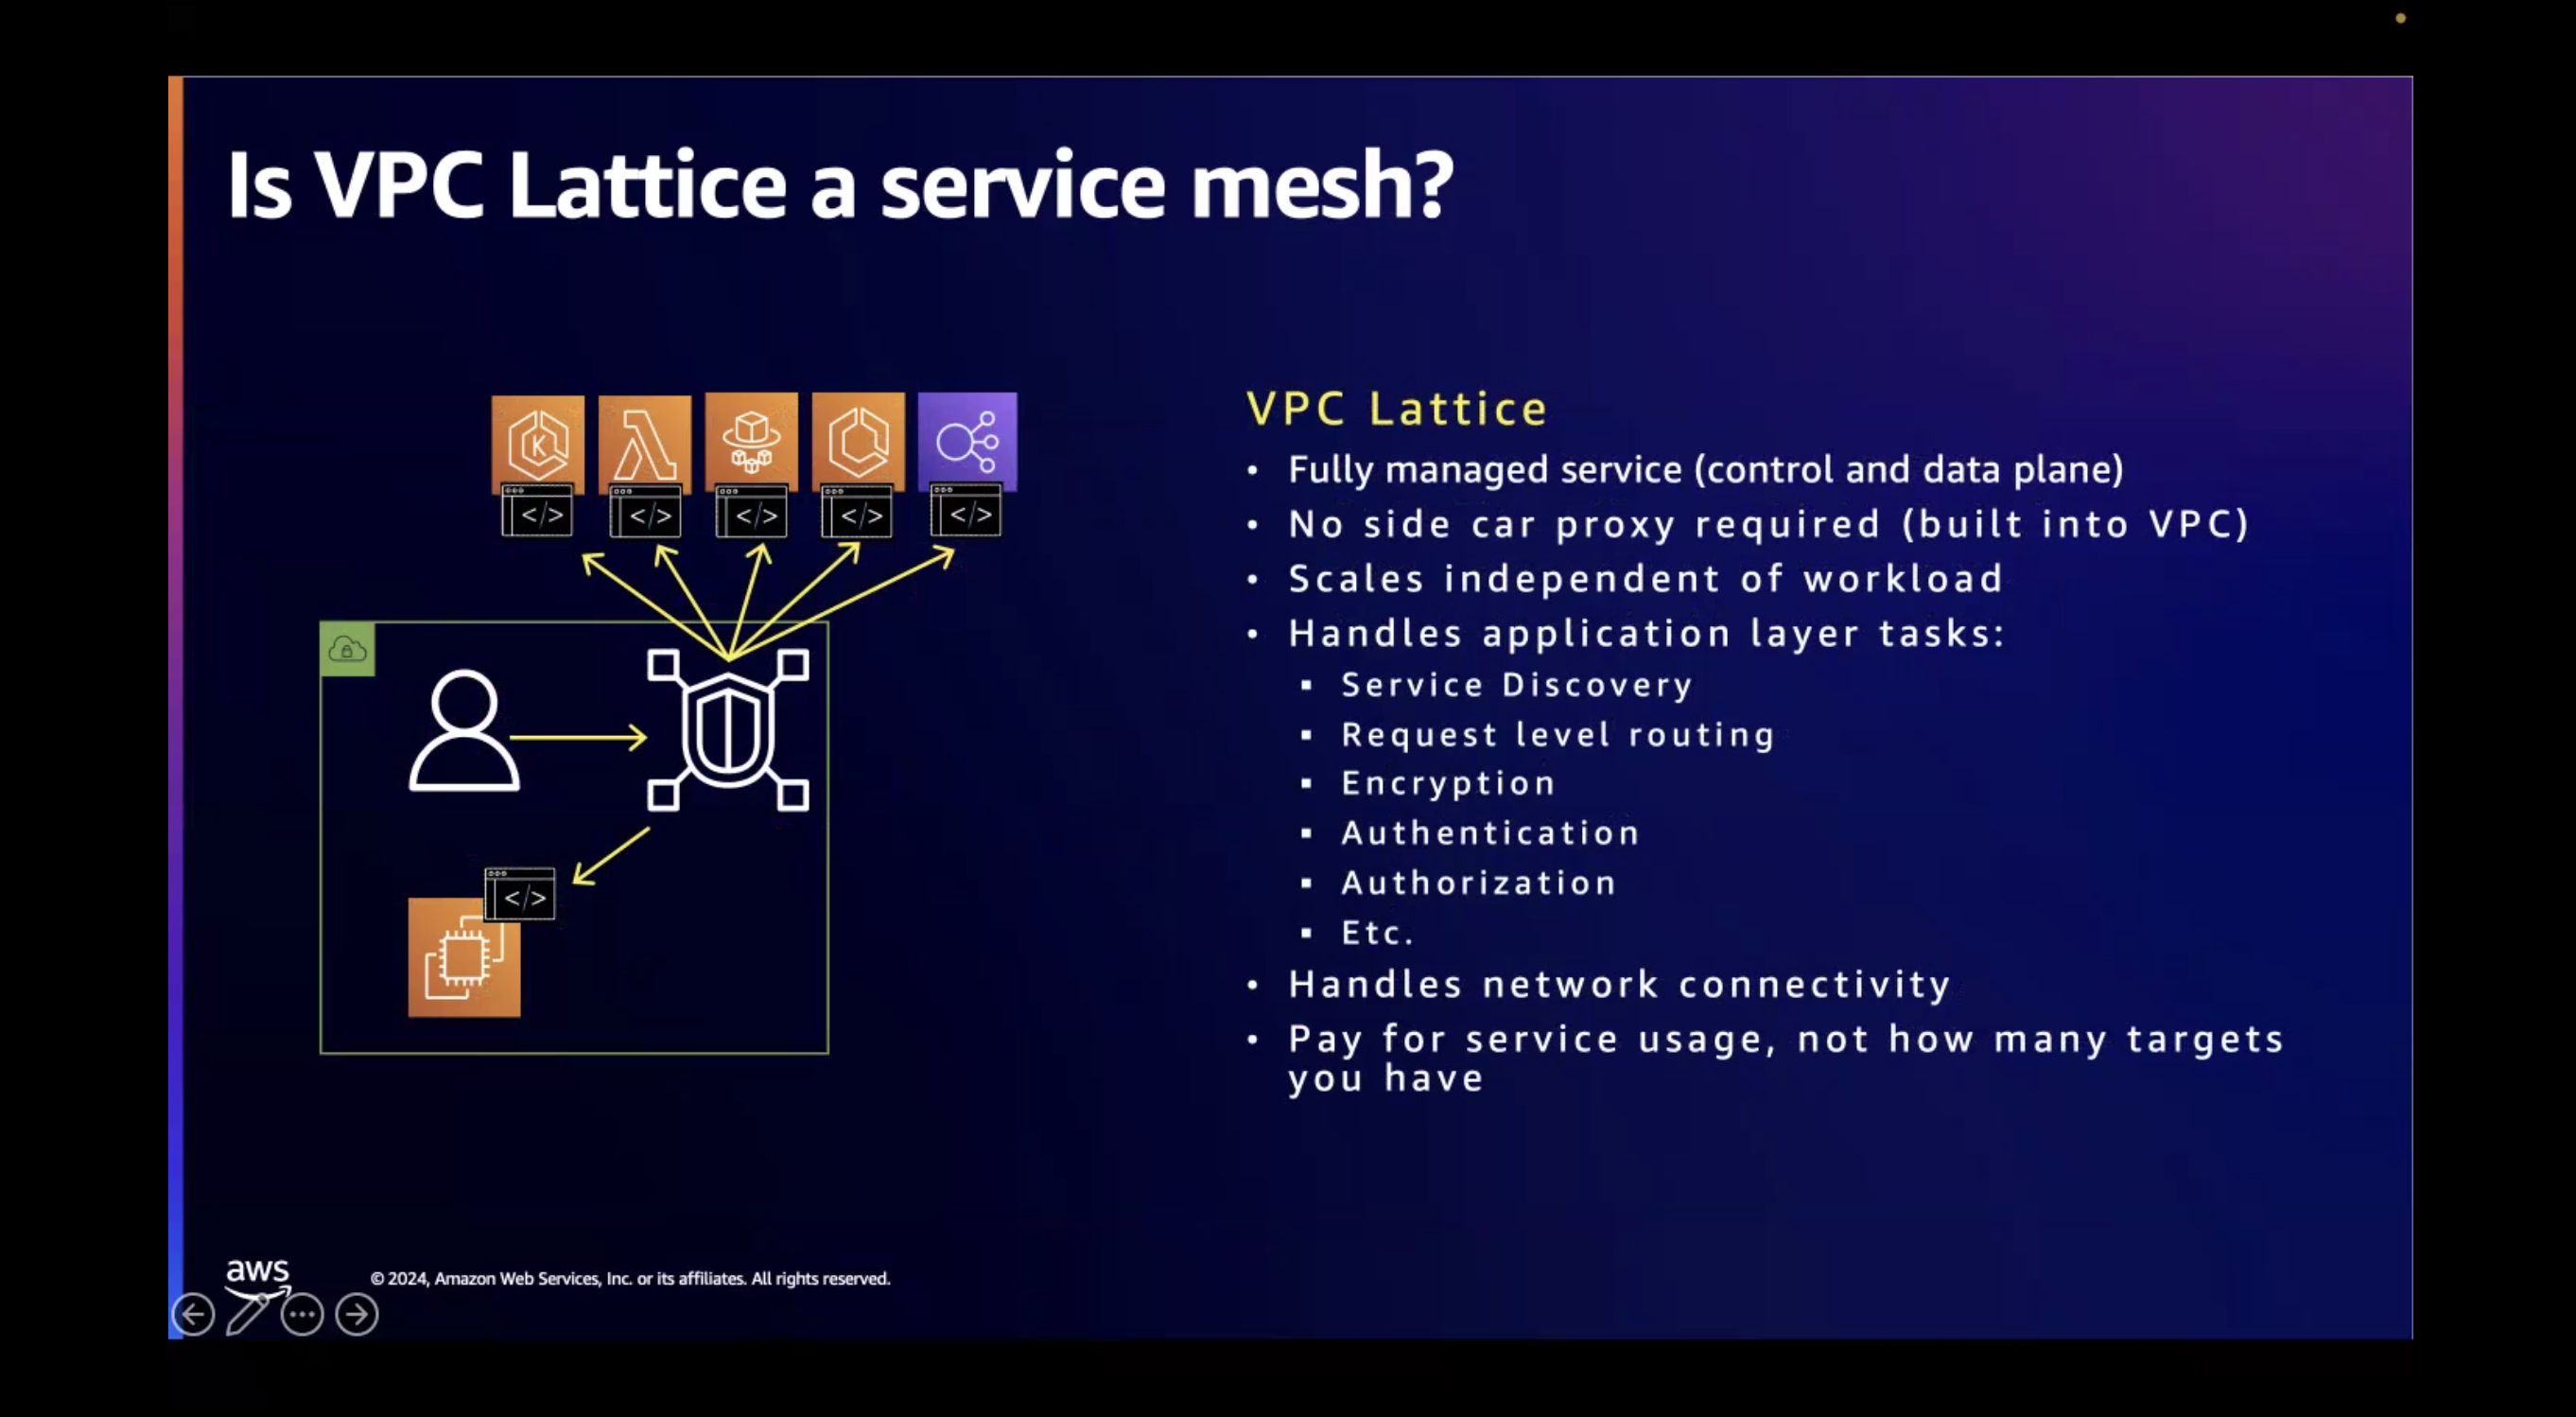 Is VPC Lattice a service mesh?
K
</>
</>
</>
</>
</>
</>
VPC Lattice
• Fully managed service (control and data plane)
• No side car proxy required (built into VPC)
• Scales independent of workload
• Handles application layer tasks:
▪ Service Discovery
▪ Request level routing
▪ Encryption
▪ Authentication
▪ Authorization
▪ Etc.
• Handles network connectivity
• Pay for service usage, not how many targets
you have
aws
© 2024, Amazon Web Services, Inc. or its affiliates. All rights reserved.